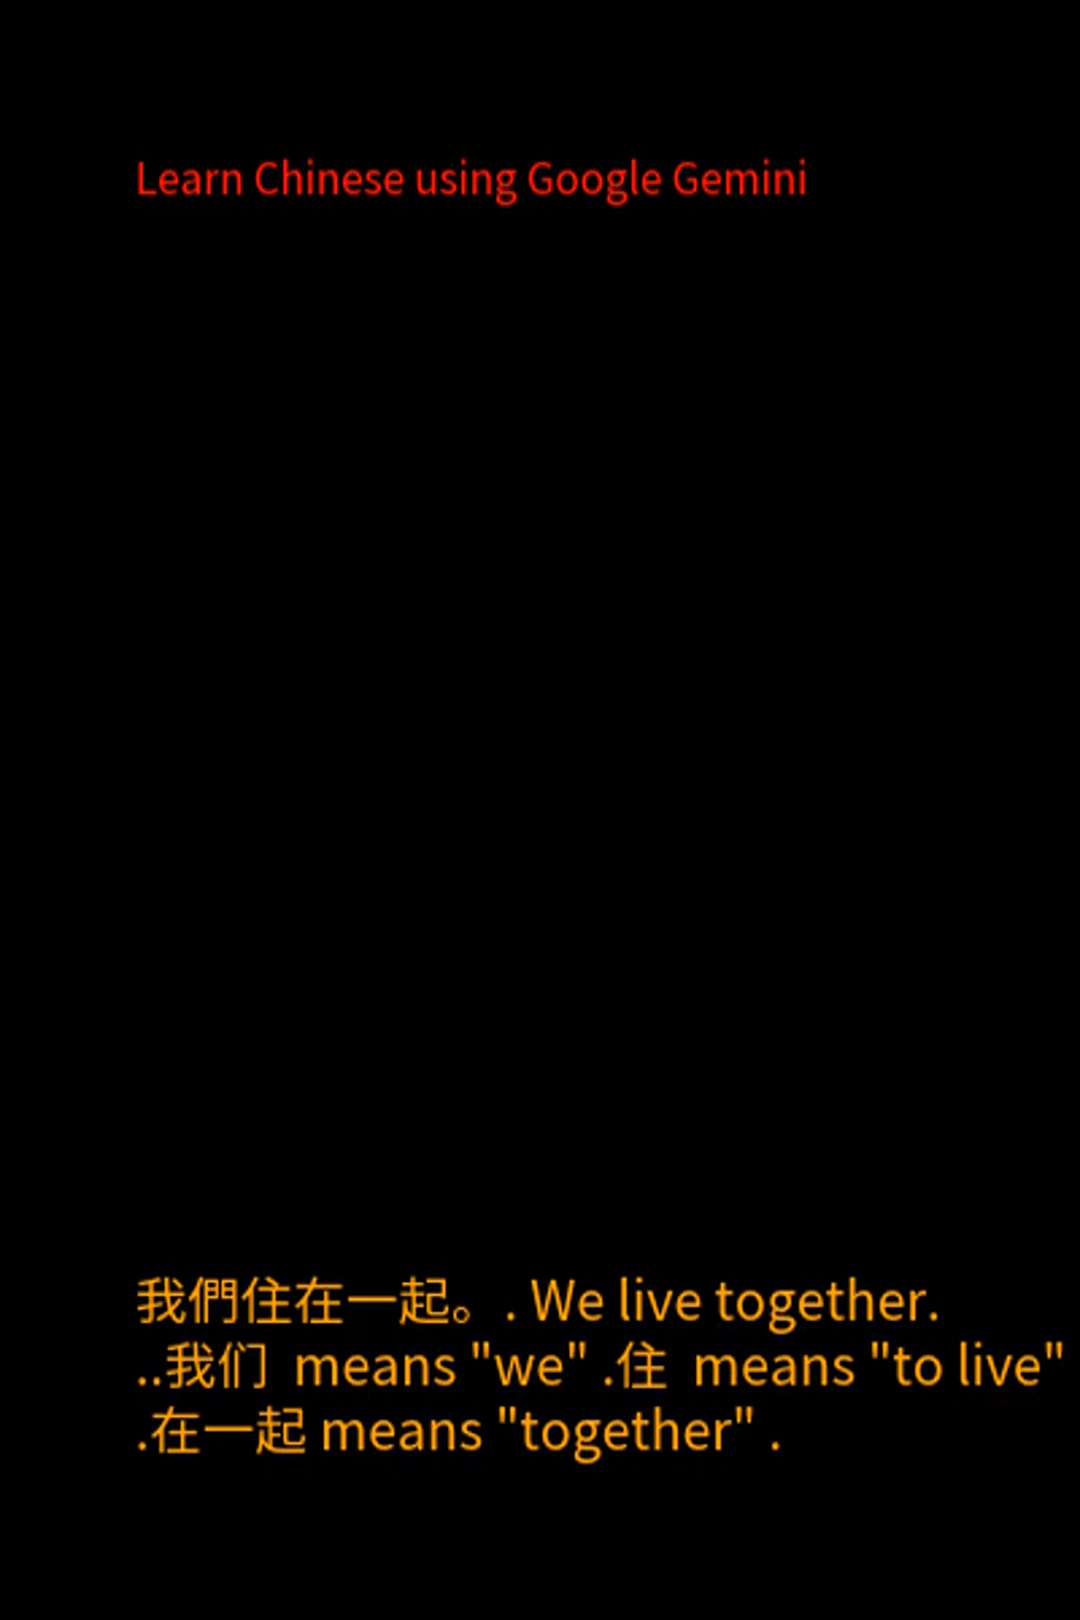 Learn Chinese using Google Gemini
我們住在一起。. We live together.
..我们 means "we" .住 means "to live"
.在一起 means "together" .